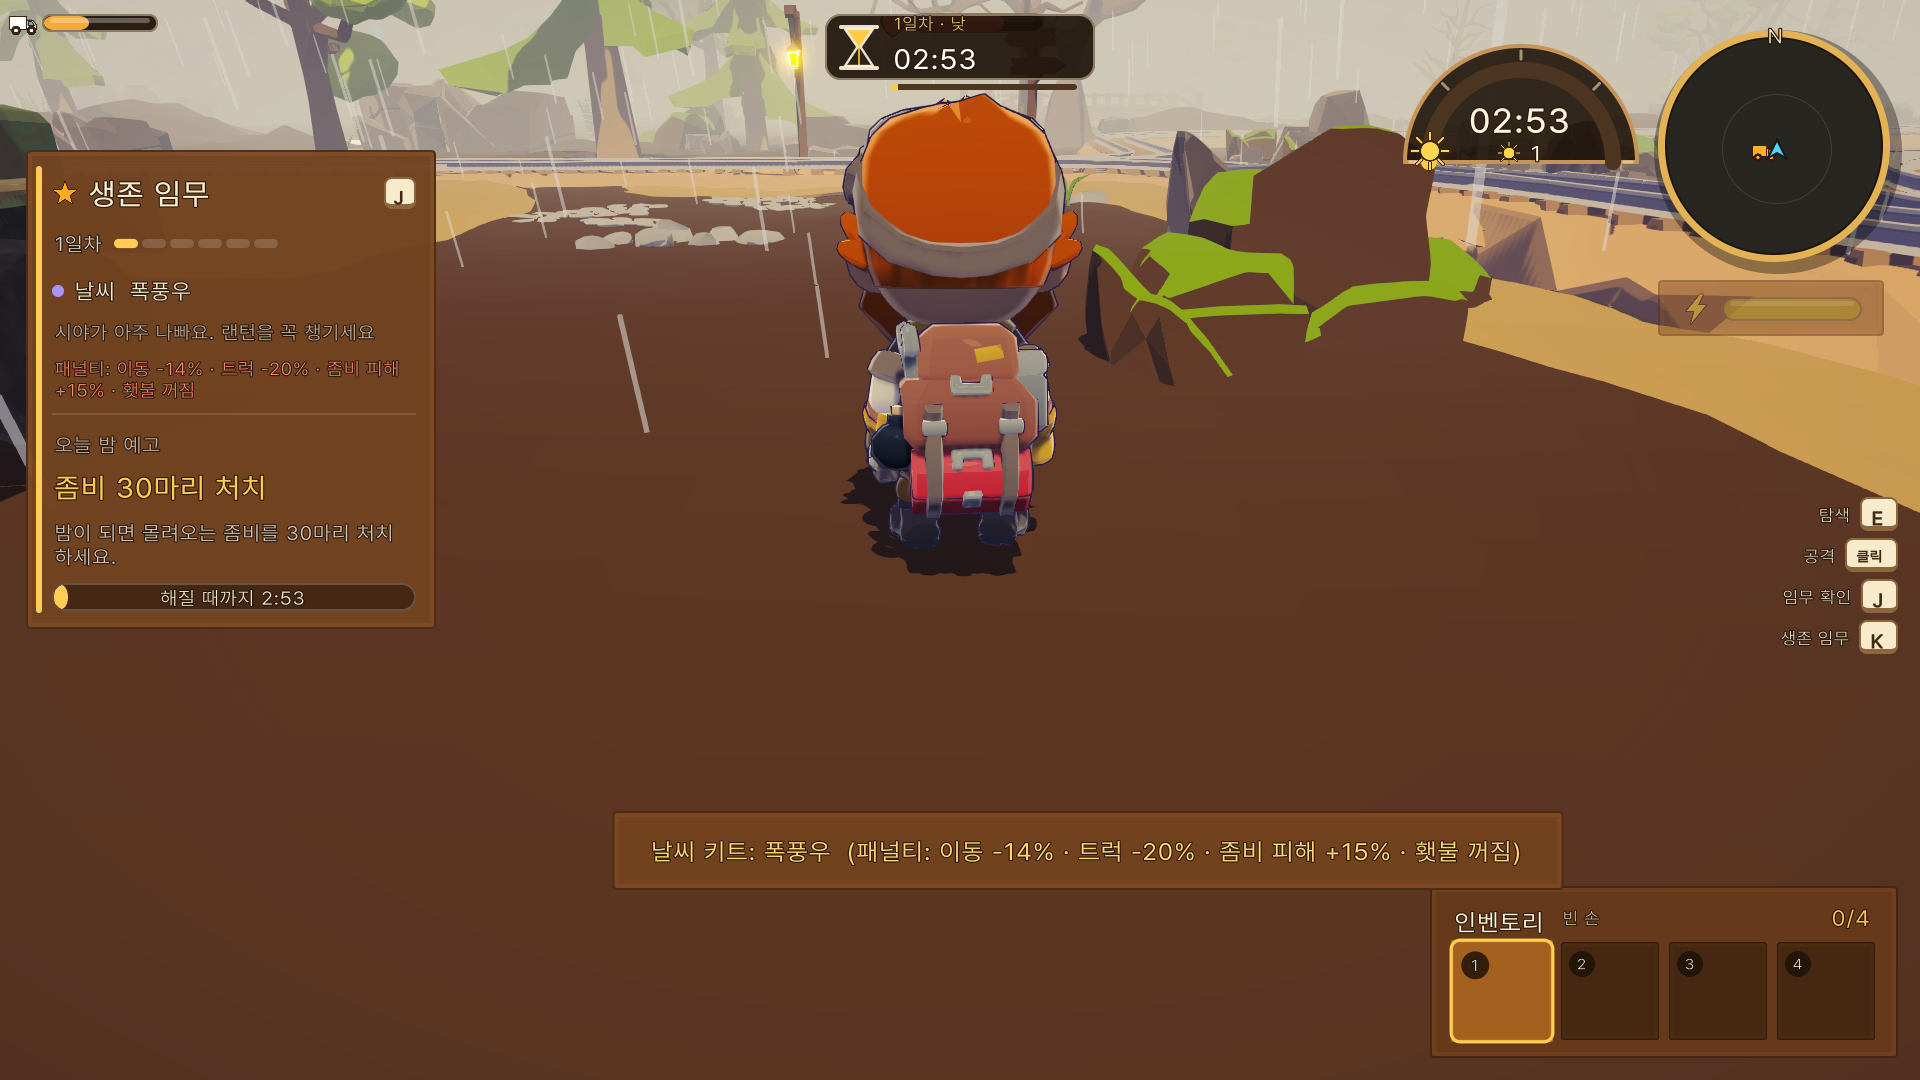 1일차 · 낮
02:53
N
02:53
1
생존 임무
J
1일차
날씨 폭풍우
시야가 아주 나빠요. 랜턴을 꼭 챙기세요
패널티: 이동 -14% · 트럭 -20% · 좀비 피해
+15% · 횃불 꺼짐
오늘 밤 예고
좀비 30마리 처치
밤이 되면 몰려오는 좀비를 30마리 처치
하세요.
해질 때까지 2:53
탐색 E
공격 클릭
임무 확인 J
생존 임무 K
날씨 키트: 폭풍우 (패널티: 이동 -14% · 트럭 -20% · 좀비 피해 +15% · 횃불 꺼짐)
인벤토리 빈 손 0/4
1 2 3 4